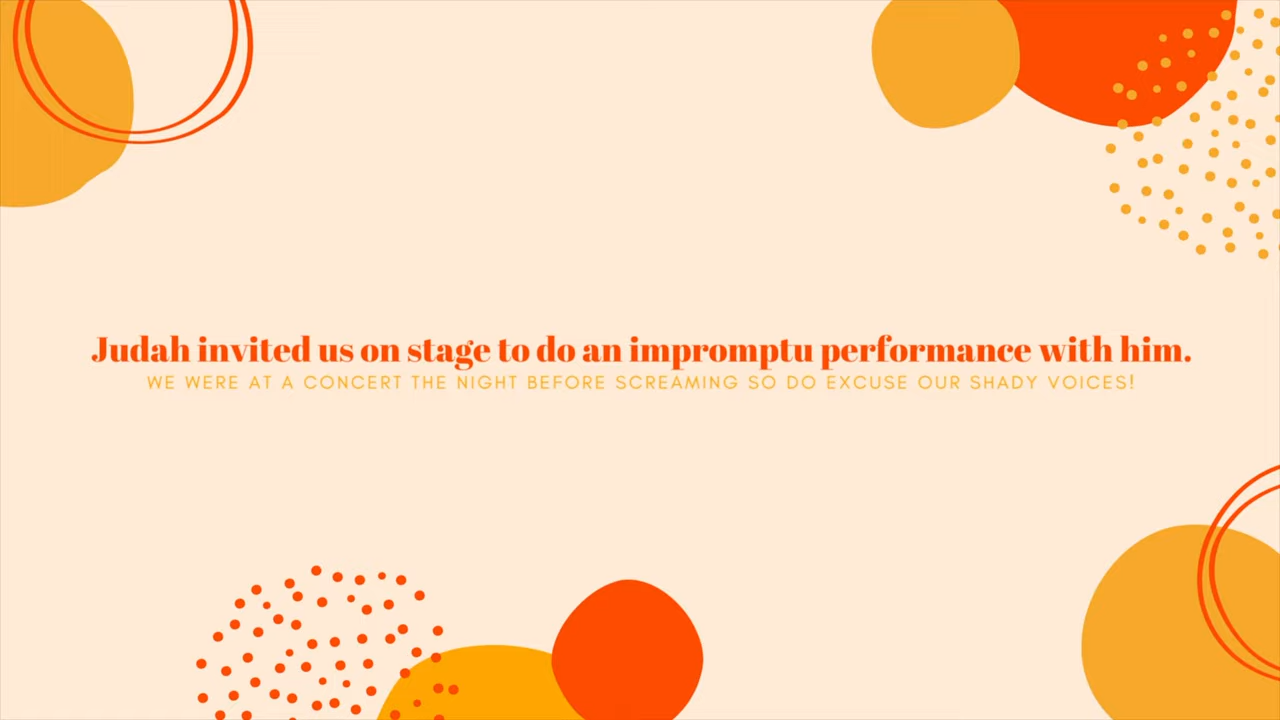 Judah invited us on stage to do an impromptu performance with him.
WE WERE AT A CONCERT THE NIGHT BEFORE SCREAMING SO DO EXCUSE OUR SHADY VOICES!